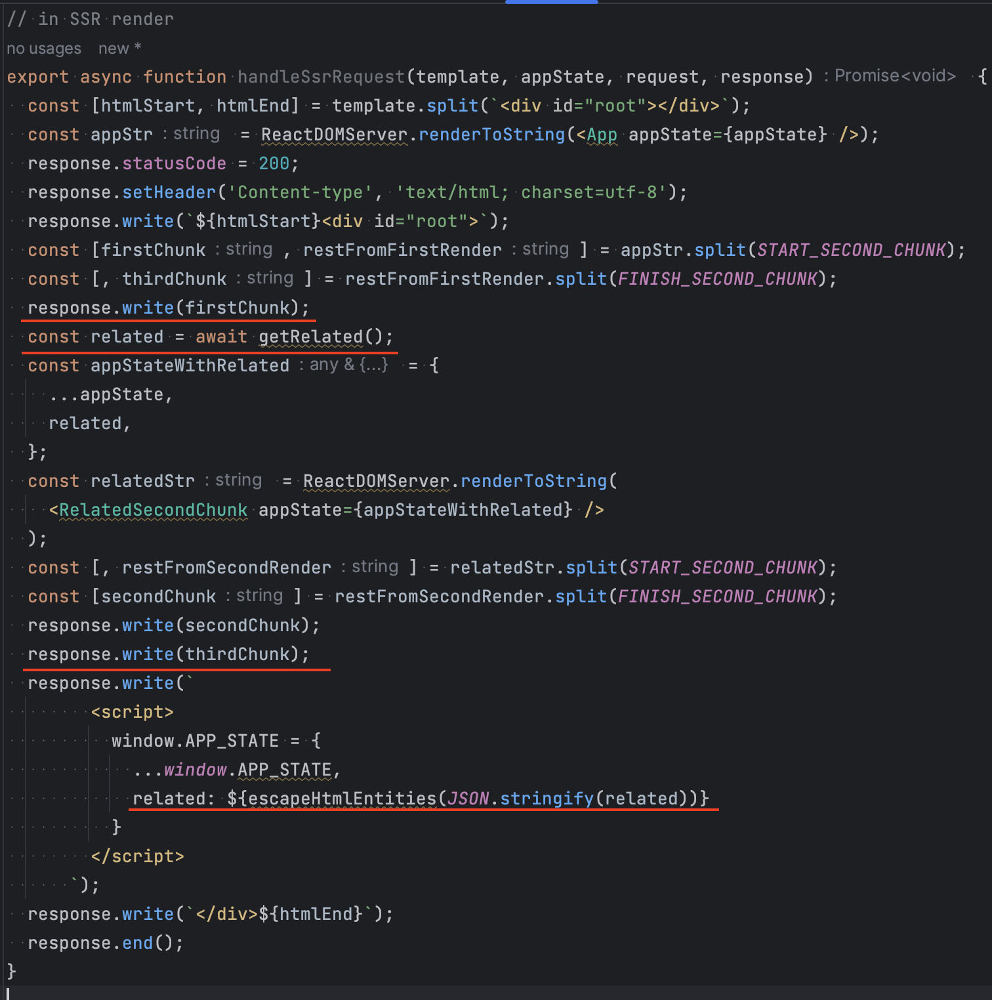 // in SSR render
no usages   new *
export async function handleSsrRequest(template, appState, request, response) : Promise<void> {
  const [htmlStart, htmlEnd] = template.split(`<div id="root"></div>`);
  const appStr : string = ReactDOMServer.renderToString(<App appState={appState} />);
  response.statusCode = 200;
  response.setHeader('Content-type', 'text/html; charset=utf-8');
  response.write(`${htmlStart}<div id="root">`);
  const [firstChunk : string , restFromFirstRender : string ] = appStr.split(START_SECOND_CHUNK);
  const [, thirdChunk : string ] = restFromFirstRender.split(FINISH_SECOND_CHUNK);
  response.write(firstChunk);
  const related = await getRelated();
  const appStateWithRelated : any & {...} = {
    ...appState,
    related,
  };
  const relatedStr : string = ReactDOMServer.renderToString(
    <RelatedSecondChunk appState={appStateWithRelated} />
  );
  const [, restFromSecondRender : string ] = relatedStr.split(START_SECOND_CHUNK);
  const [secondChunk : string ] = restFromSecondRender.split(FINISH_SECOND_CHUNK);
  response.write(secondChunk);
  response.write(thirdChunk);
  response.write(`
        <script>
          window.APP_STATE = {
            ...window.APP_STATE,
            related: ${escapeHtmlEntities(JSON.stringify(related))}
          }
        </script>
      `);
  response.write(`</div>${htmlEnd}`);
  response.end();
}